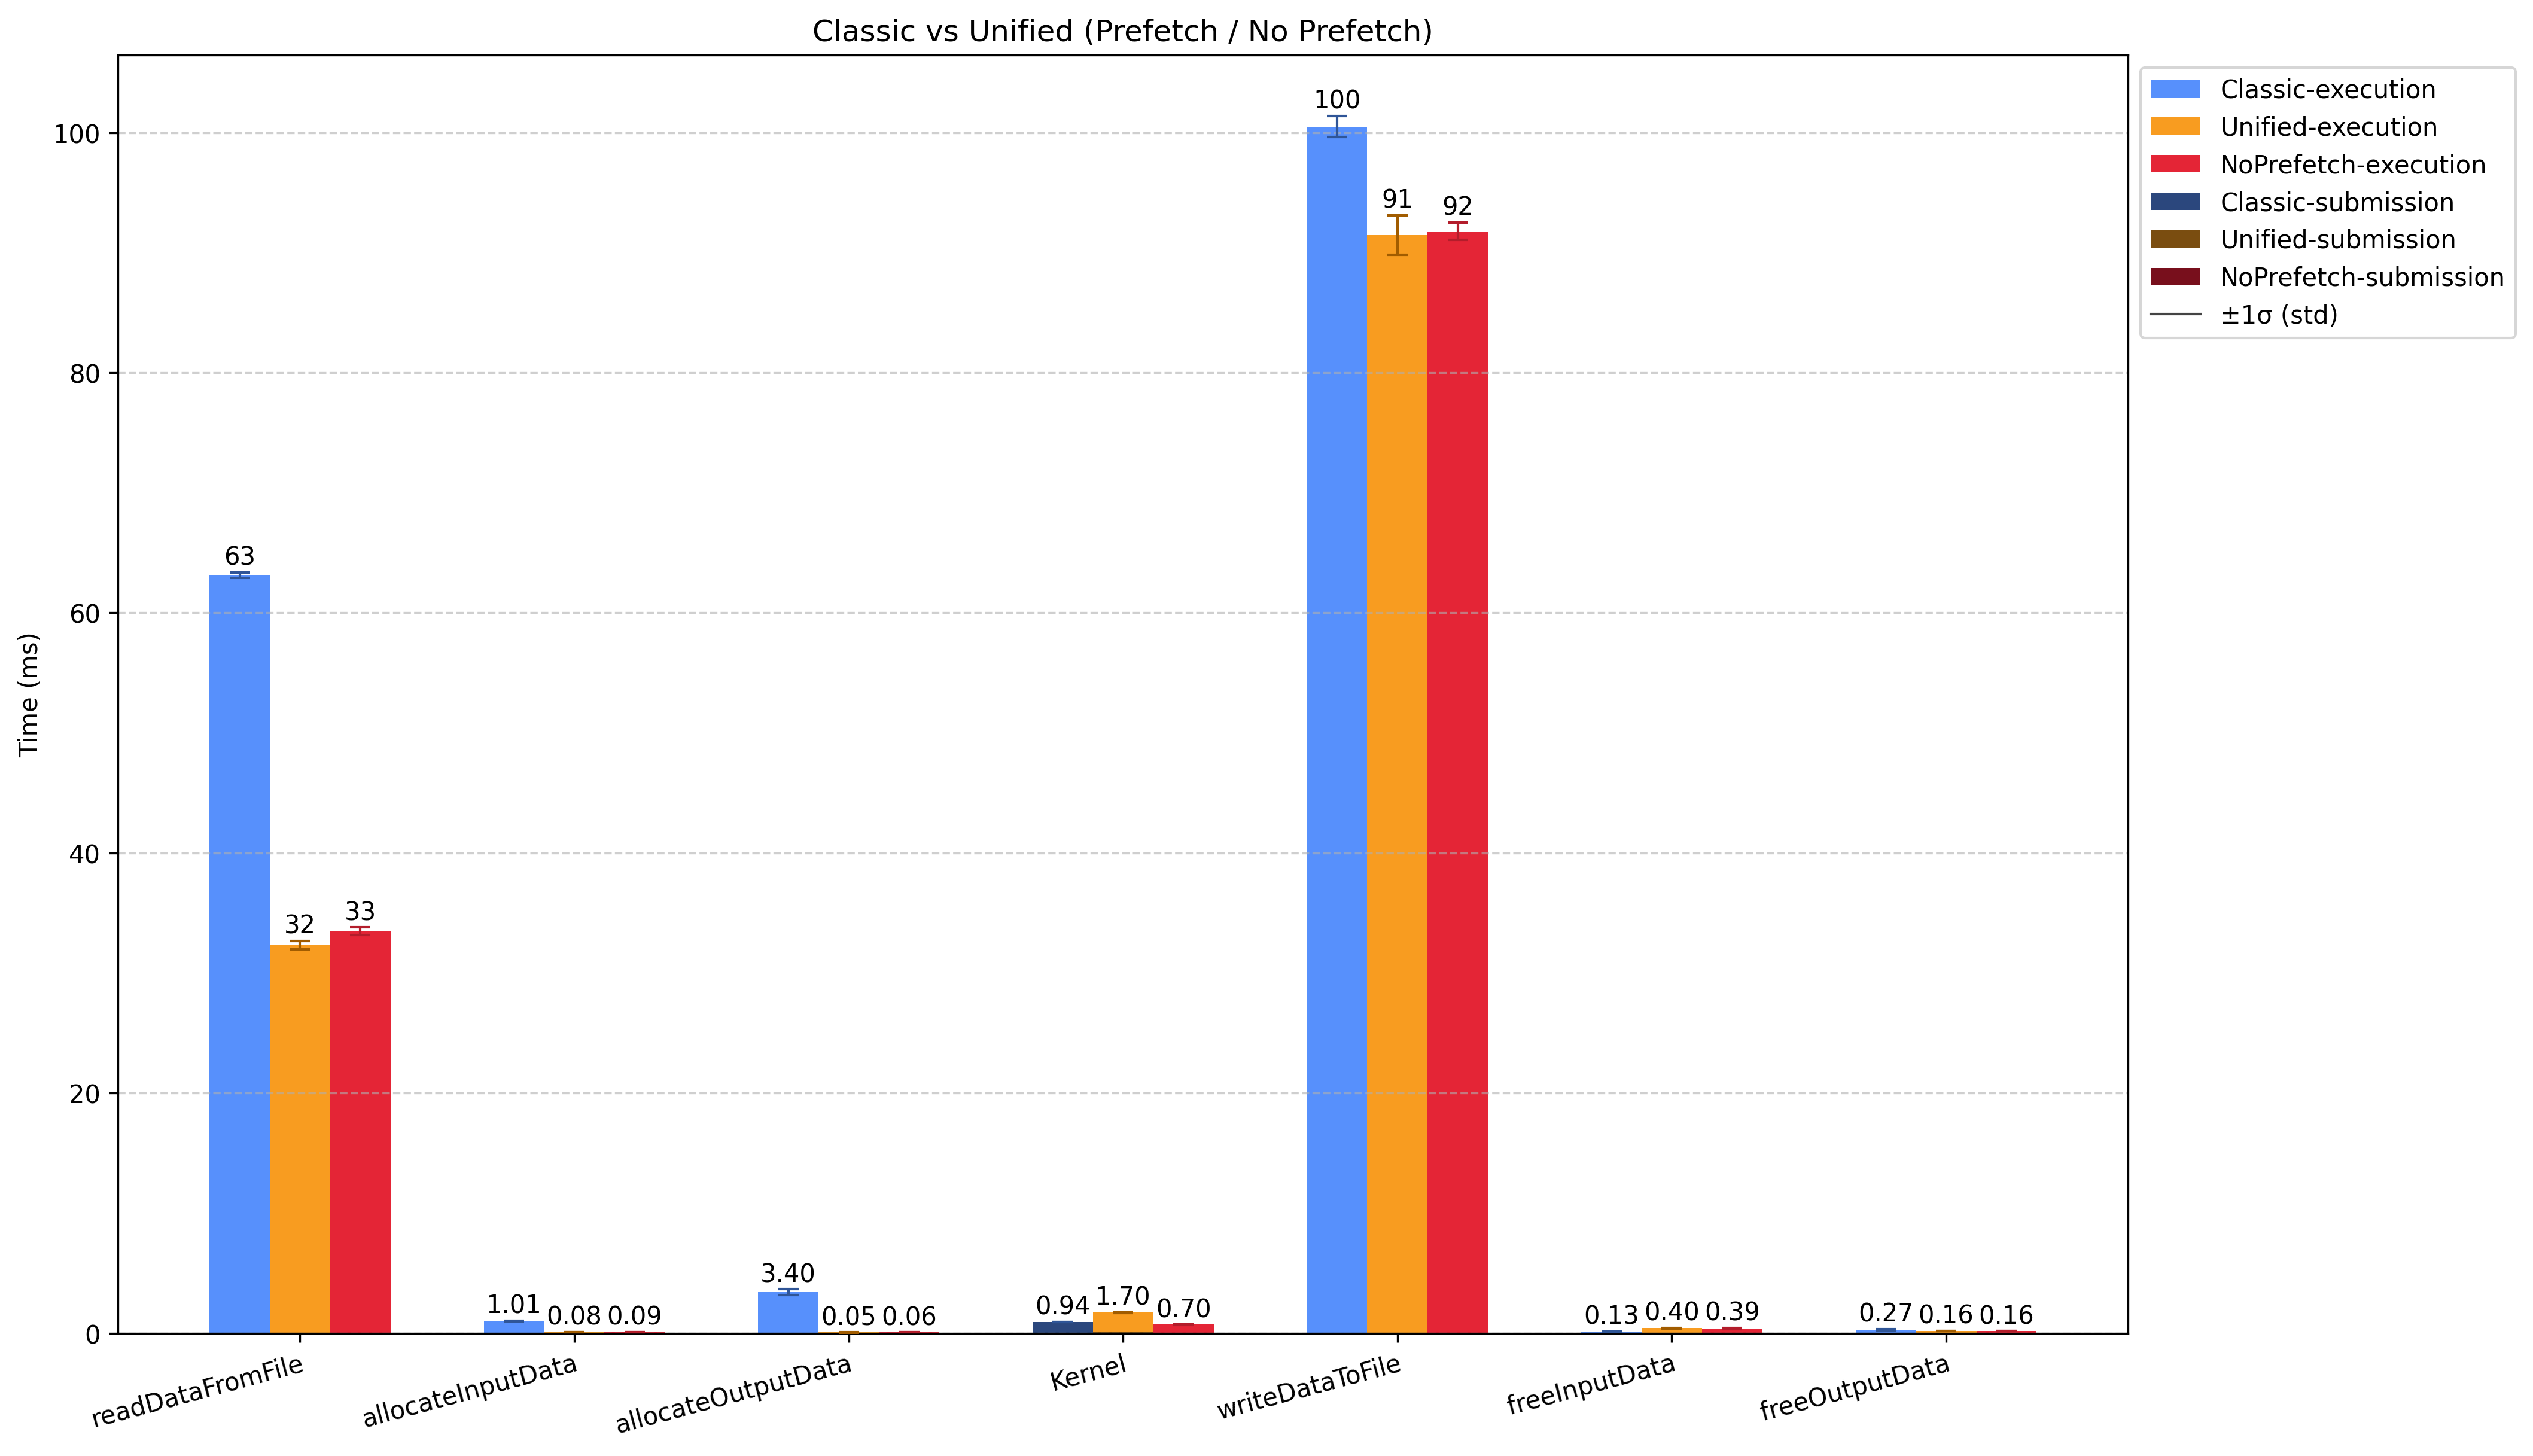 Classic vs Unified (Prefetch / No Prefetch)
Time (ms)
100
80
60
40
20
0
63
32
33
1.01
0.08
0.09
3.40
0.05
0.06
0.94
1.70
0.70
100
91
92
0.13
0.40
0.39
0.27
0.16
0.16
readDataFromFile
allocateInputData
allocateOutputData
Kernel
writeDataToFile
freeInputData
freeOutputData
Classic-execution
Unified-execution
NoPrefetch-execution
Classic-submission
Unified-submission
NoPrefetch-submission
±1σ (std)